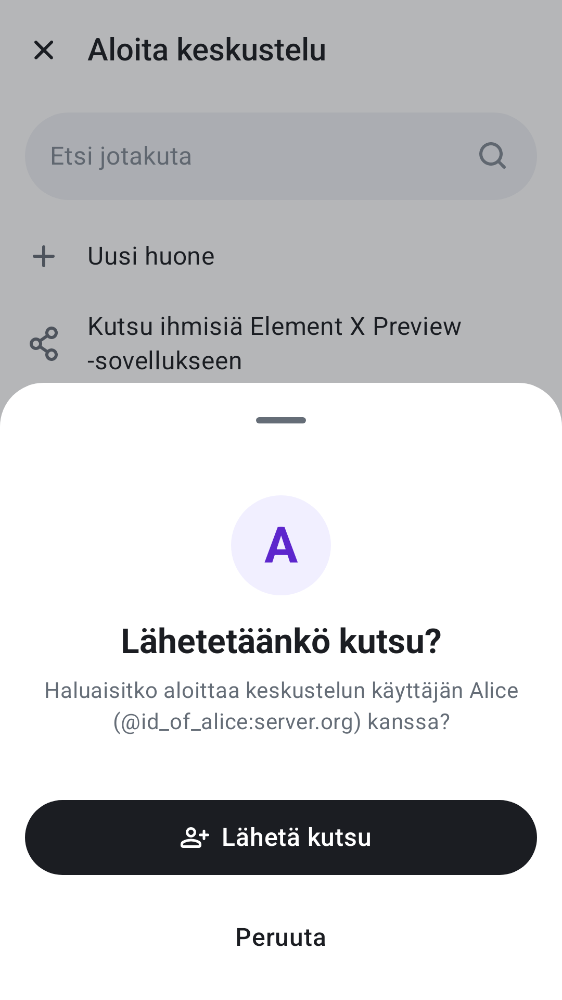 Aloita keskustelu
Etsi jotakuta
Uusi huone
Kutsu ihmisiä Element X Preview
-sovellukseen
A
Lähetetäänkö kutsu?
Haluaisitko aloittaa keskustelun käyttäjän Alice
(@id_of_alice:server.org) kanssa?
Lähetä kutsu
Peruuta